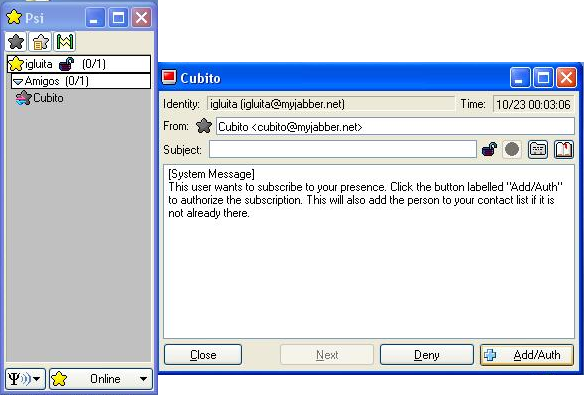 Psi
igluita (0/1)
Amigos (0/1)
Cubito
Online
Cubito
Identity: igluita (igluita@myjabber.net) Time: 10/23 00:03:06
From: Cubito <cubito@myjabber.net>
Subject:
[System Message]
This user wants to subscribe to your presence. Click the button labelled "Add/Auth"
to authorize the subscription. This will also add the person to your contact list if it is
not already there.
Close Next Deny Add/Auth